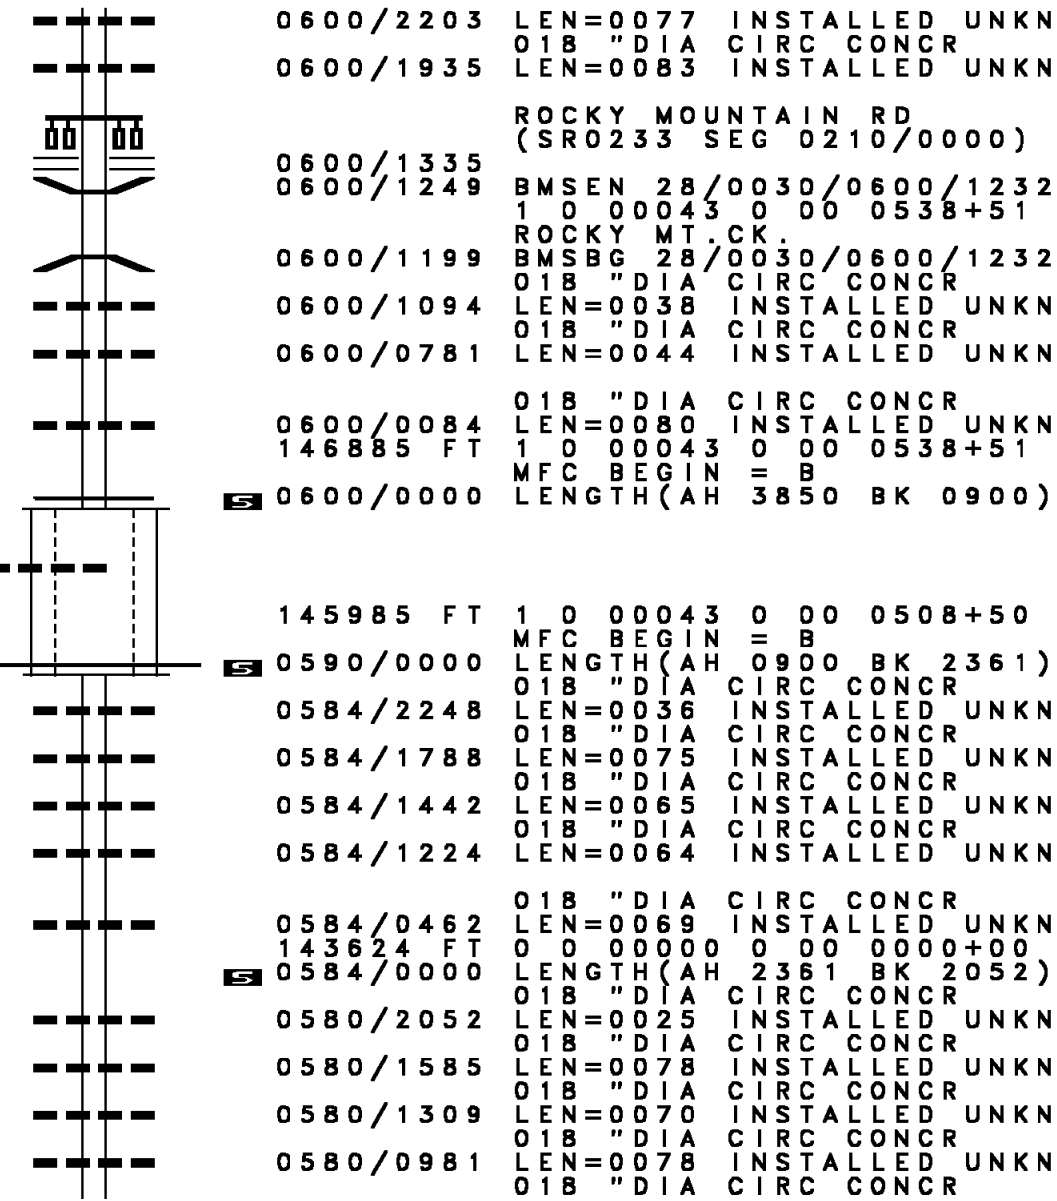 0600/2203 LEN=0077 INSTALLED UNKN
018 "DIA CIRC CONCR
0600/1935 LEN=0083 INSTALLED UNKN
ROCKY MOUNTAIN RD
(SR0233 SEG 0210/0000)
0600/1335
0600/1249 BMSEN 28/0030/0600/1232
1 0 00043 0 00 0538+51
ROCKY MT.CK.
0600/1199 BMSBG 28/0030/0600/1232
018 "DIA CIRC CONCR
0600/1094 LEN=0038 INSTALLED UNKN
018 "DIA CIRC CONCR
0600/0781 LEN=0044 INSTALLED UNKN
018 "DIA CIRC CONCR
0600/0084 LEN=0080 INSTALLED UNKN
146885 FT 1 0 00043 0 00 0538+51
MFC BEGIN = B
S 0600/0000 LENGTH(AH 3850 BK 0900)
145985 FT 1 0 00043 0 00 0508+50
MFC BEGIN = B
S 0590/0000 LENGTH(AH 0900 BK 2361)
018 "DIA CIRC CONCR
0584/2248 LEN=0036 INSTALLED UNKN
018 "DIA CIRC CONCR
0584/1788 LEN=0075 INSTALLED UNKN
018 "DIA CIRC CONCR
0584/1442 LEN=0065 INSTALLED UNKN
018 "DIA CIRC CONCR
0584/1224 LEN=0064 INSTALLED UNKN
018 "DIA CIRC CONCR
0584/0462 LEN=0069 INSTALLED UNKN
143624 FT 0 0 00000 0 00 0000+00
S 0584/0000 LENGTH(AH 2361 BK 2052)
018 "DIA CIRC CONCR
0580/2052 LEN=0025 INSTALLED UNKN
018 "DIA CIRC CONCR
0580/1585 LEN=0078 INSTALLED UNKN
018 "DIA CIRC CONCR
0580/1309 LEN=0070 INSTALLED UNKN
018 "DIA CIRC CONCR
0580/0981 LEN=0078 INSTALLED UNKN
018 "DIA CIRC CONCR